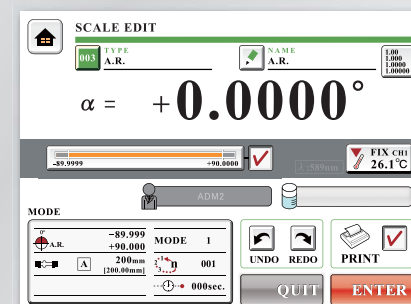 SCALE EDIT
003
TYPE
A.R.
NAME
A.R.
1.00
1.000
1.0000
1.00000
α = +0.0000°
-89.9999
+90.0000
λ :589nm
FIX CH1
26.1℃
ADM2
MODE
0°
A.R.
-89.999
+90.000
MODE 1
A
200mm
[200.00mm]
n
001
000sec.
UNDO
REDO
PRINT
QUIT
ENTER